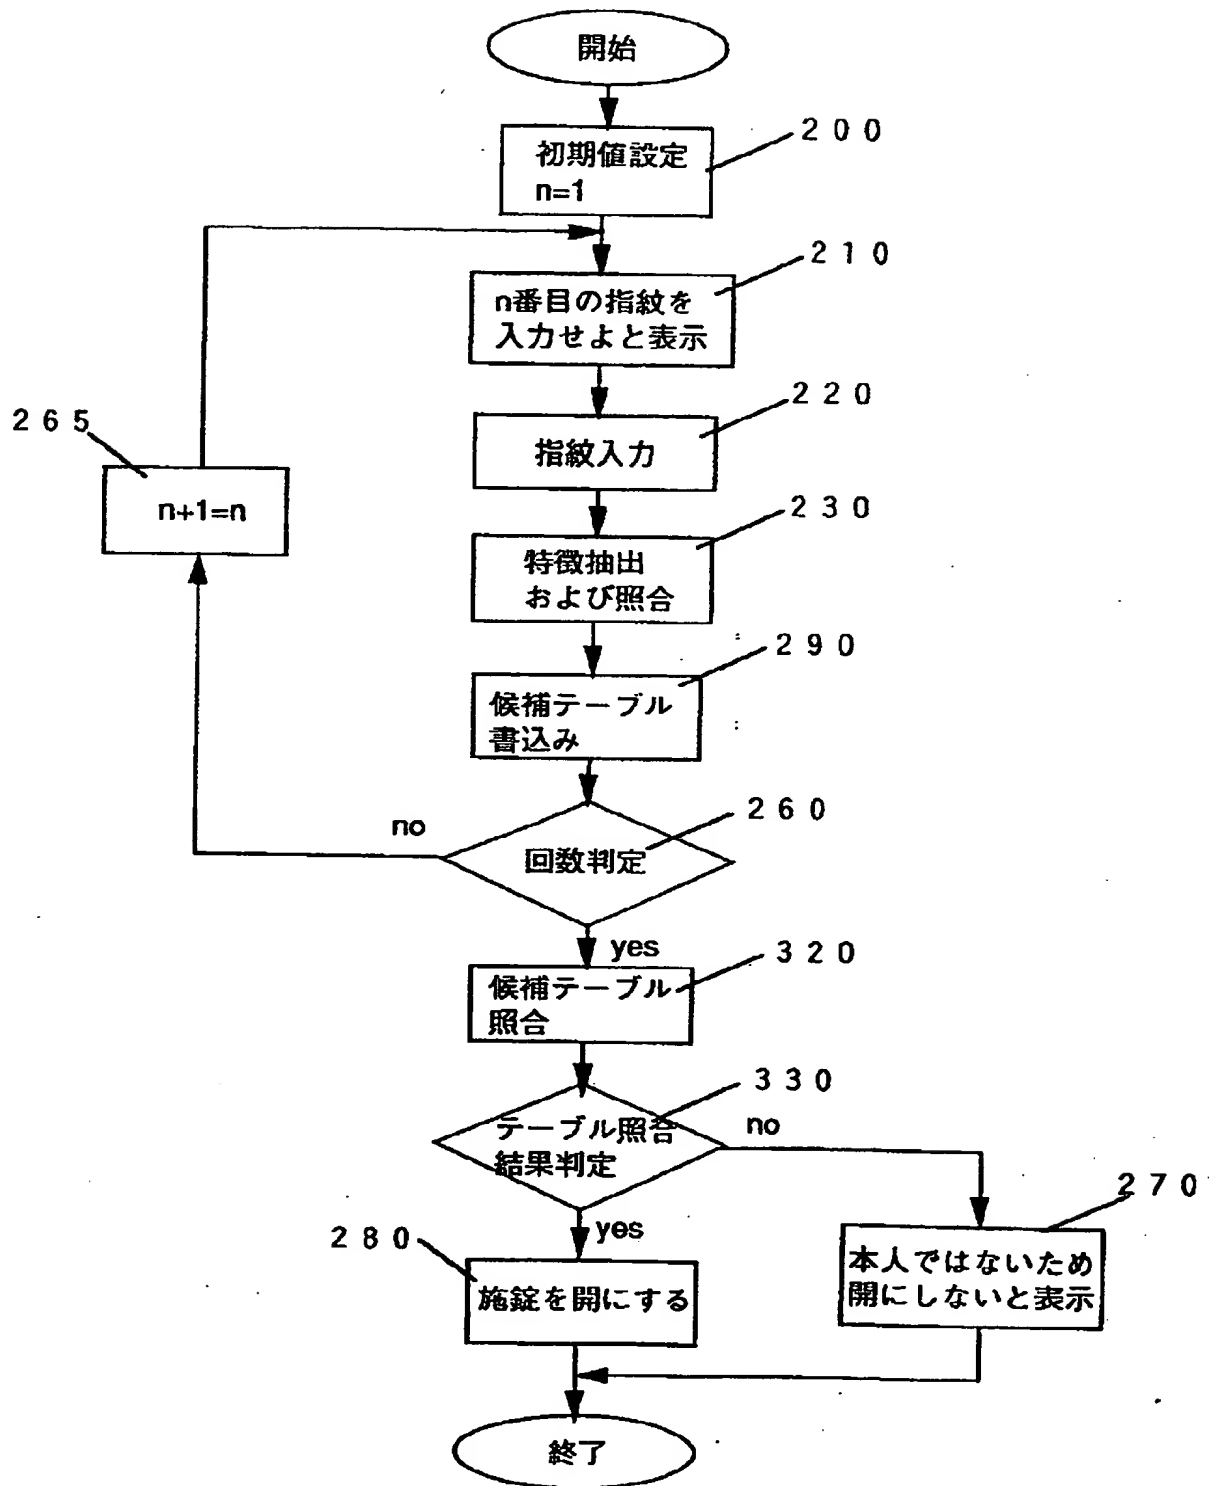 開始
200
初期値設定
n=1
210
n番目の指紋を
入力せよと表示
220
指紋入力
265
n+1=n
230
特徴抽出
および照合
290
候補テーブル
書込み
260
no
回数判定
yes
320
候補テーブル
照合
330
テーブル照合
結果判定
no
270
yes
280
施錠を開にする
本人ではないため
開にしないと表示
終了